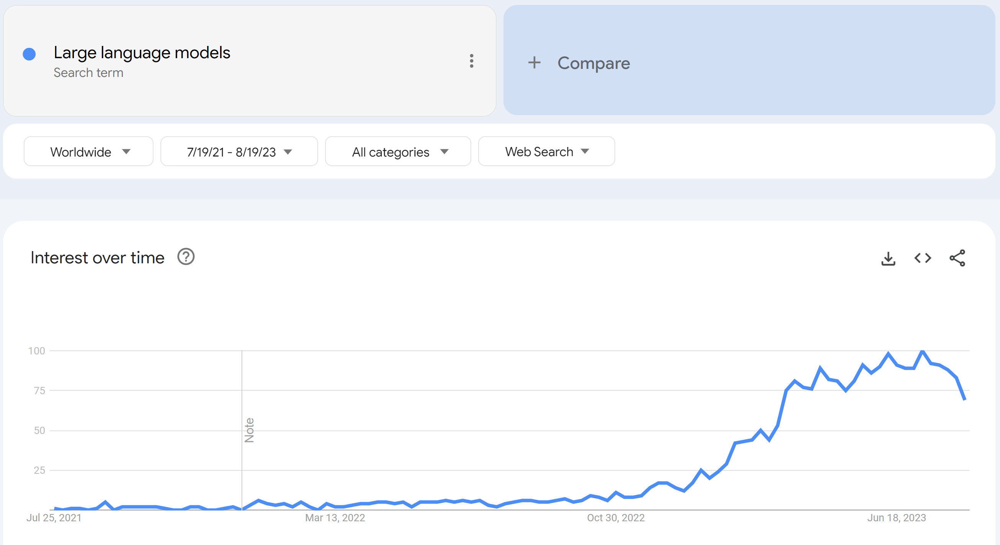 Large language models
Search term
+ Compare
Worldwide
7/19/21 - 8/19/23
All categories
Web Search
Interest over time
100
75
50
25
Note
Jul 25, 2021
Mar 13, 2022
Oct 30, 2022
Jun 18, 2023